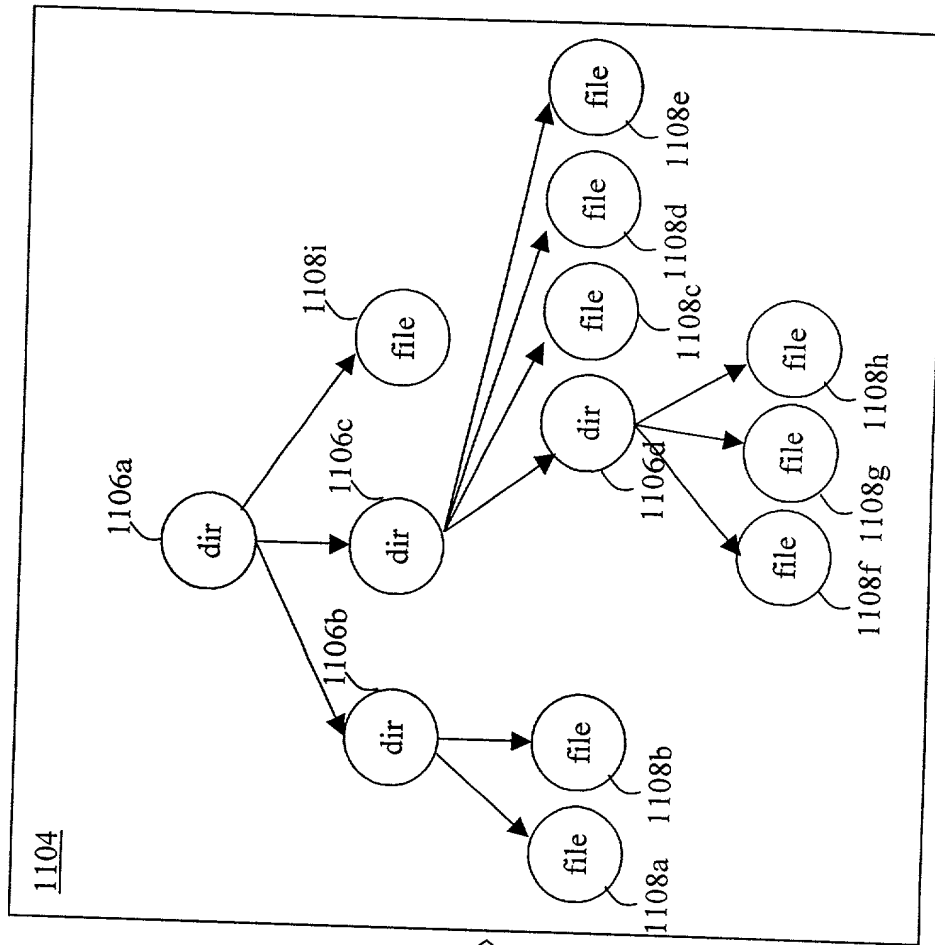 1104
1106a
dir
1108i
file
1106b
dir
1106c
dir
1108a
file
1108b
file
1106d
dir
1108c
file
1108d
file
1108e
file
1108f
file
1108g
file
1108h
file